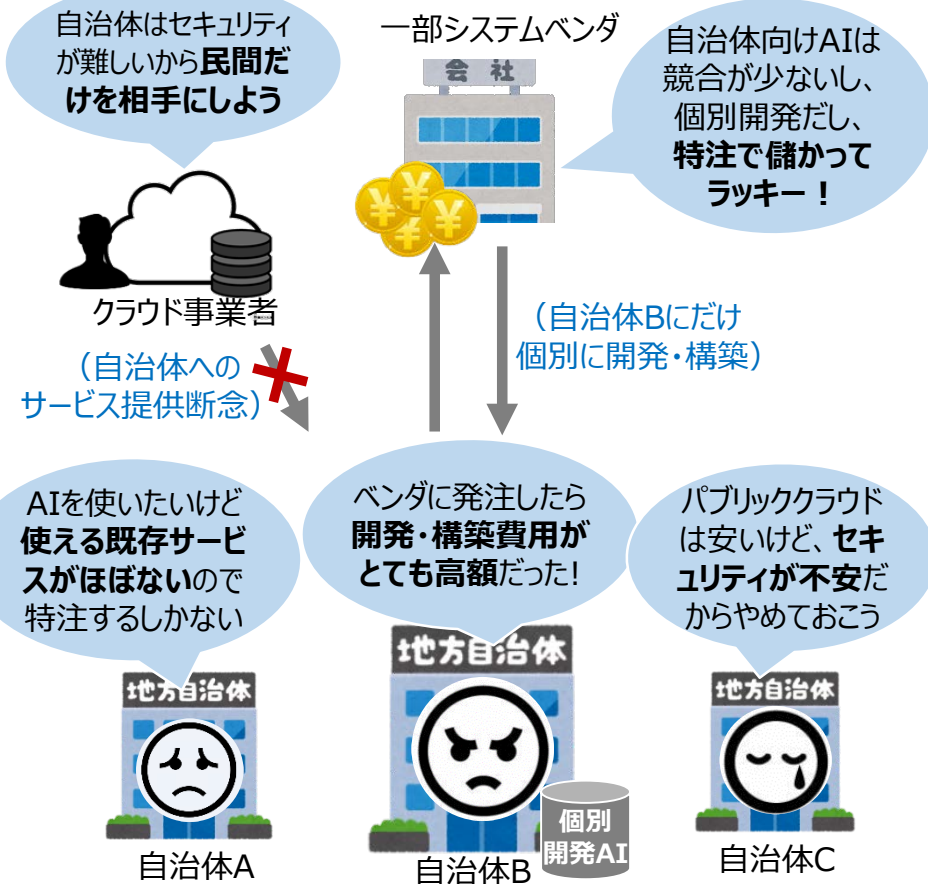 自治体はセキュリティ
が難しいから民間だ
けを相手にしよう
一部システムベンダ
会社
自治体向けAIは
競合が少ないし、
個別開発だし、
特注で儲かって
ラッキー！
クラウド事業者
（自治体への
サービス提供断念）
（自治体Bにだけ
個別に開発・構築）
AIを使いたいけど
使える既存サービ
スがほぼないので
特注するしかない
ベンダに発注したら
開発・構築費用が
とても高額だった！
パブリッククラウド
は安いけど、セキ
ュリティが不安だ
からやめておこう
地方自治体
地方自治体
地方自治体
個別
開発AI
自治体A
自治体B
自治体C
¥
¥
¥
¥